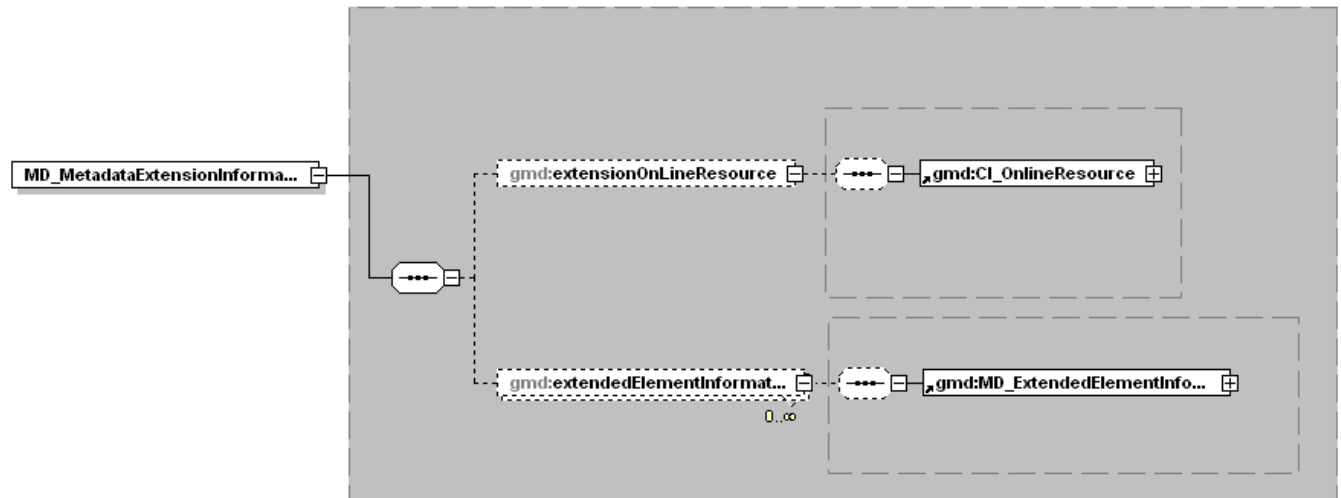 MD_MetadataExtensionInforma...
gmd:extensionOnLineResource
gmd:CI_OnlineResource
gmd:extendedElementInformat...
0..∞
gmd:MD_ExtendedElementInfo...